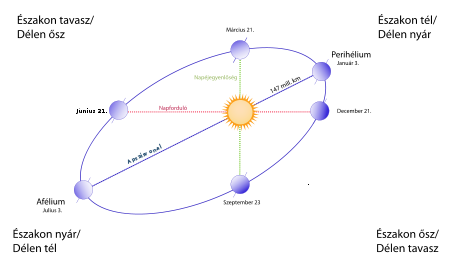 Északon tavasz/
Délen ősz
Március 21.
Északon tél/
Délen nyár
Perihélium
Január 3.
Napéjegyenlőség
147 mill. km
Június 21.
Napforduló
December 21.
Afélium
Július 3.
Szeptember 23
Északon nyár/
Délen tél
Északon ősz/
Délen tavasz